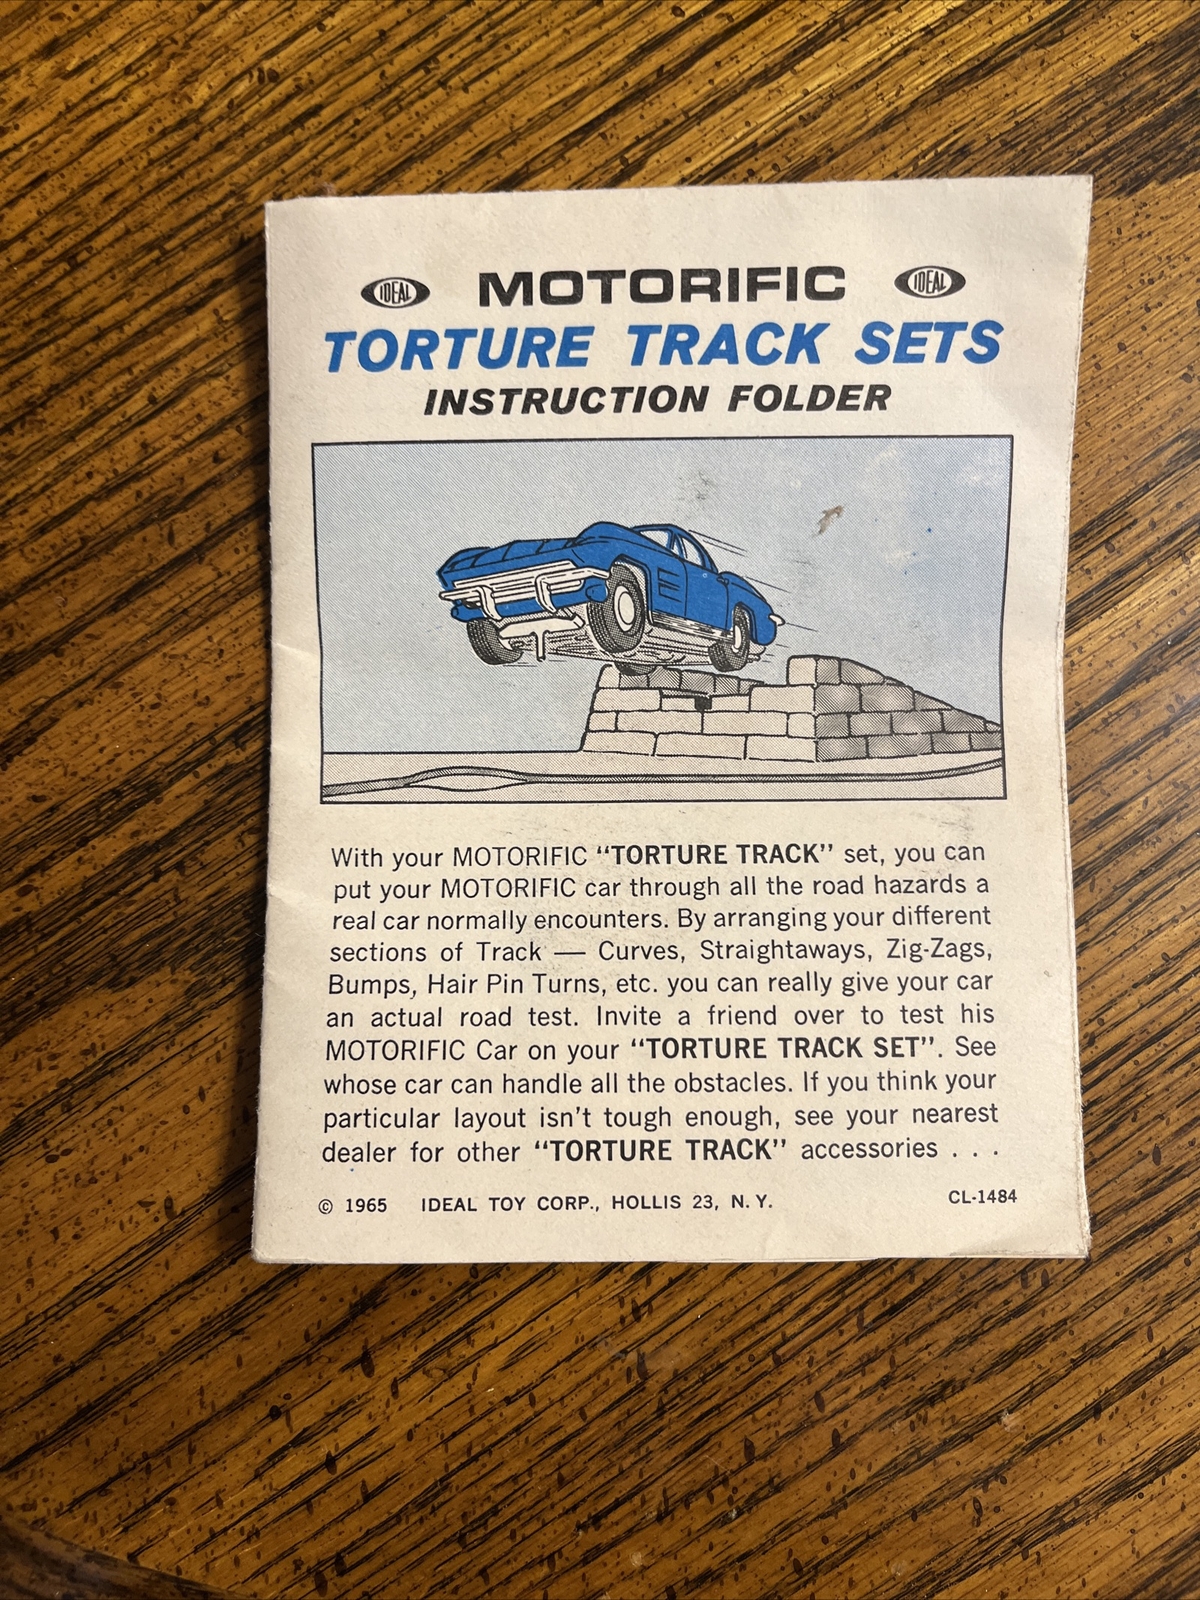 IDEAL MOTORIFIC IDEAL
TORTURE TRACK SETS
INSTRUCTION FOLDER
With your MOTORIFIC “TORTURE TRACK” set, you can
put your MOTORIFIC car through all the road hazards a
real car normally encounters. By arranging your different
sections of Track — Curves, Straightaways, Zig-Zags,
Bumps, Hair Pin Turns, etc. you can really give your car
an actual road test. Invite a friend over to test his
MOTORIFIC Car on your “TORTURE TRACK SET”. See
whose car can handle all the obstacles. If you think your
particular layout isn't tough enough, see your nearest
dealer for other “TORTURE TRACK” accessories . . .
© 1965 IDEAL TOY CORP., HOLLIS 23, N. Y. CL-1484